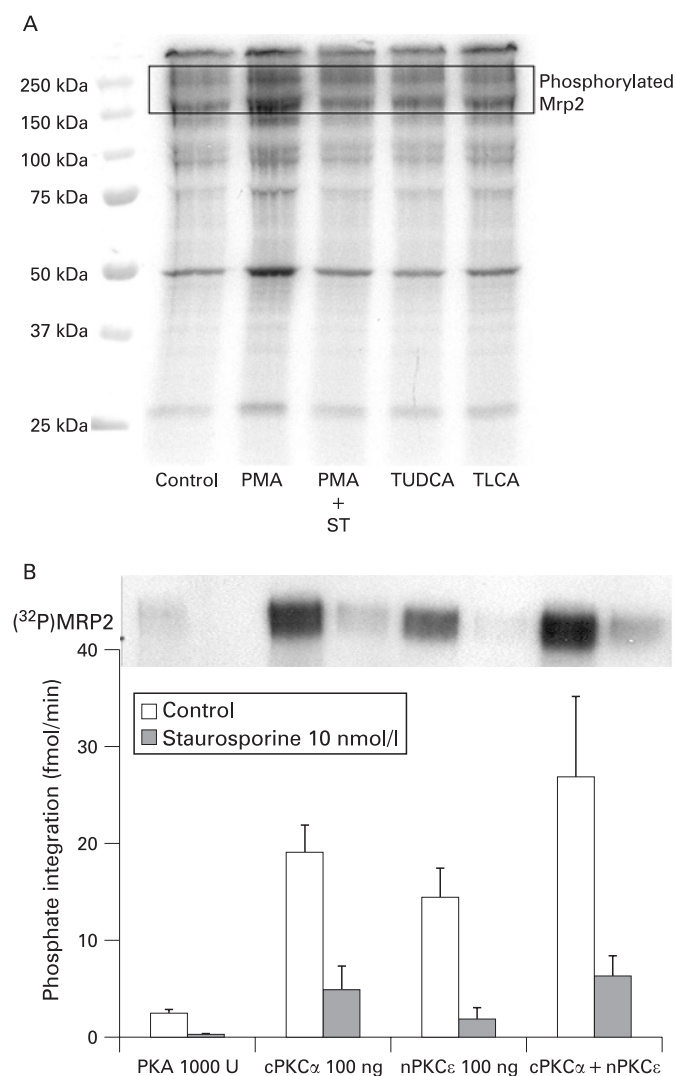 A
250 kDa
150 kDa
100 kDa
75 kDa
50 kDa
37 kDa
25 kDa
Phosphorylated
Mrp2
Control PMA PMA TUDCA TLCA
+
ST
B
(³²P)MRP2
40
30
20
10
0
Phosphate integration (fmol/min)
Control
Staurosporine 10 nmol/l
PKA 1000 U cPKCα 100 ng nPKCε 100 ng cPKCα + nPKCε